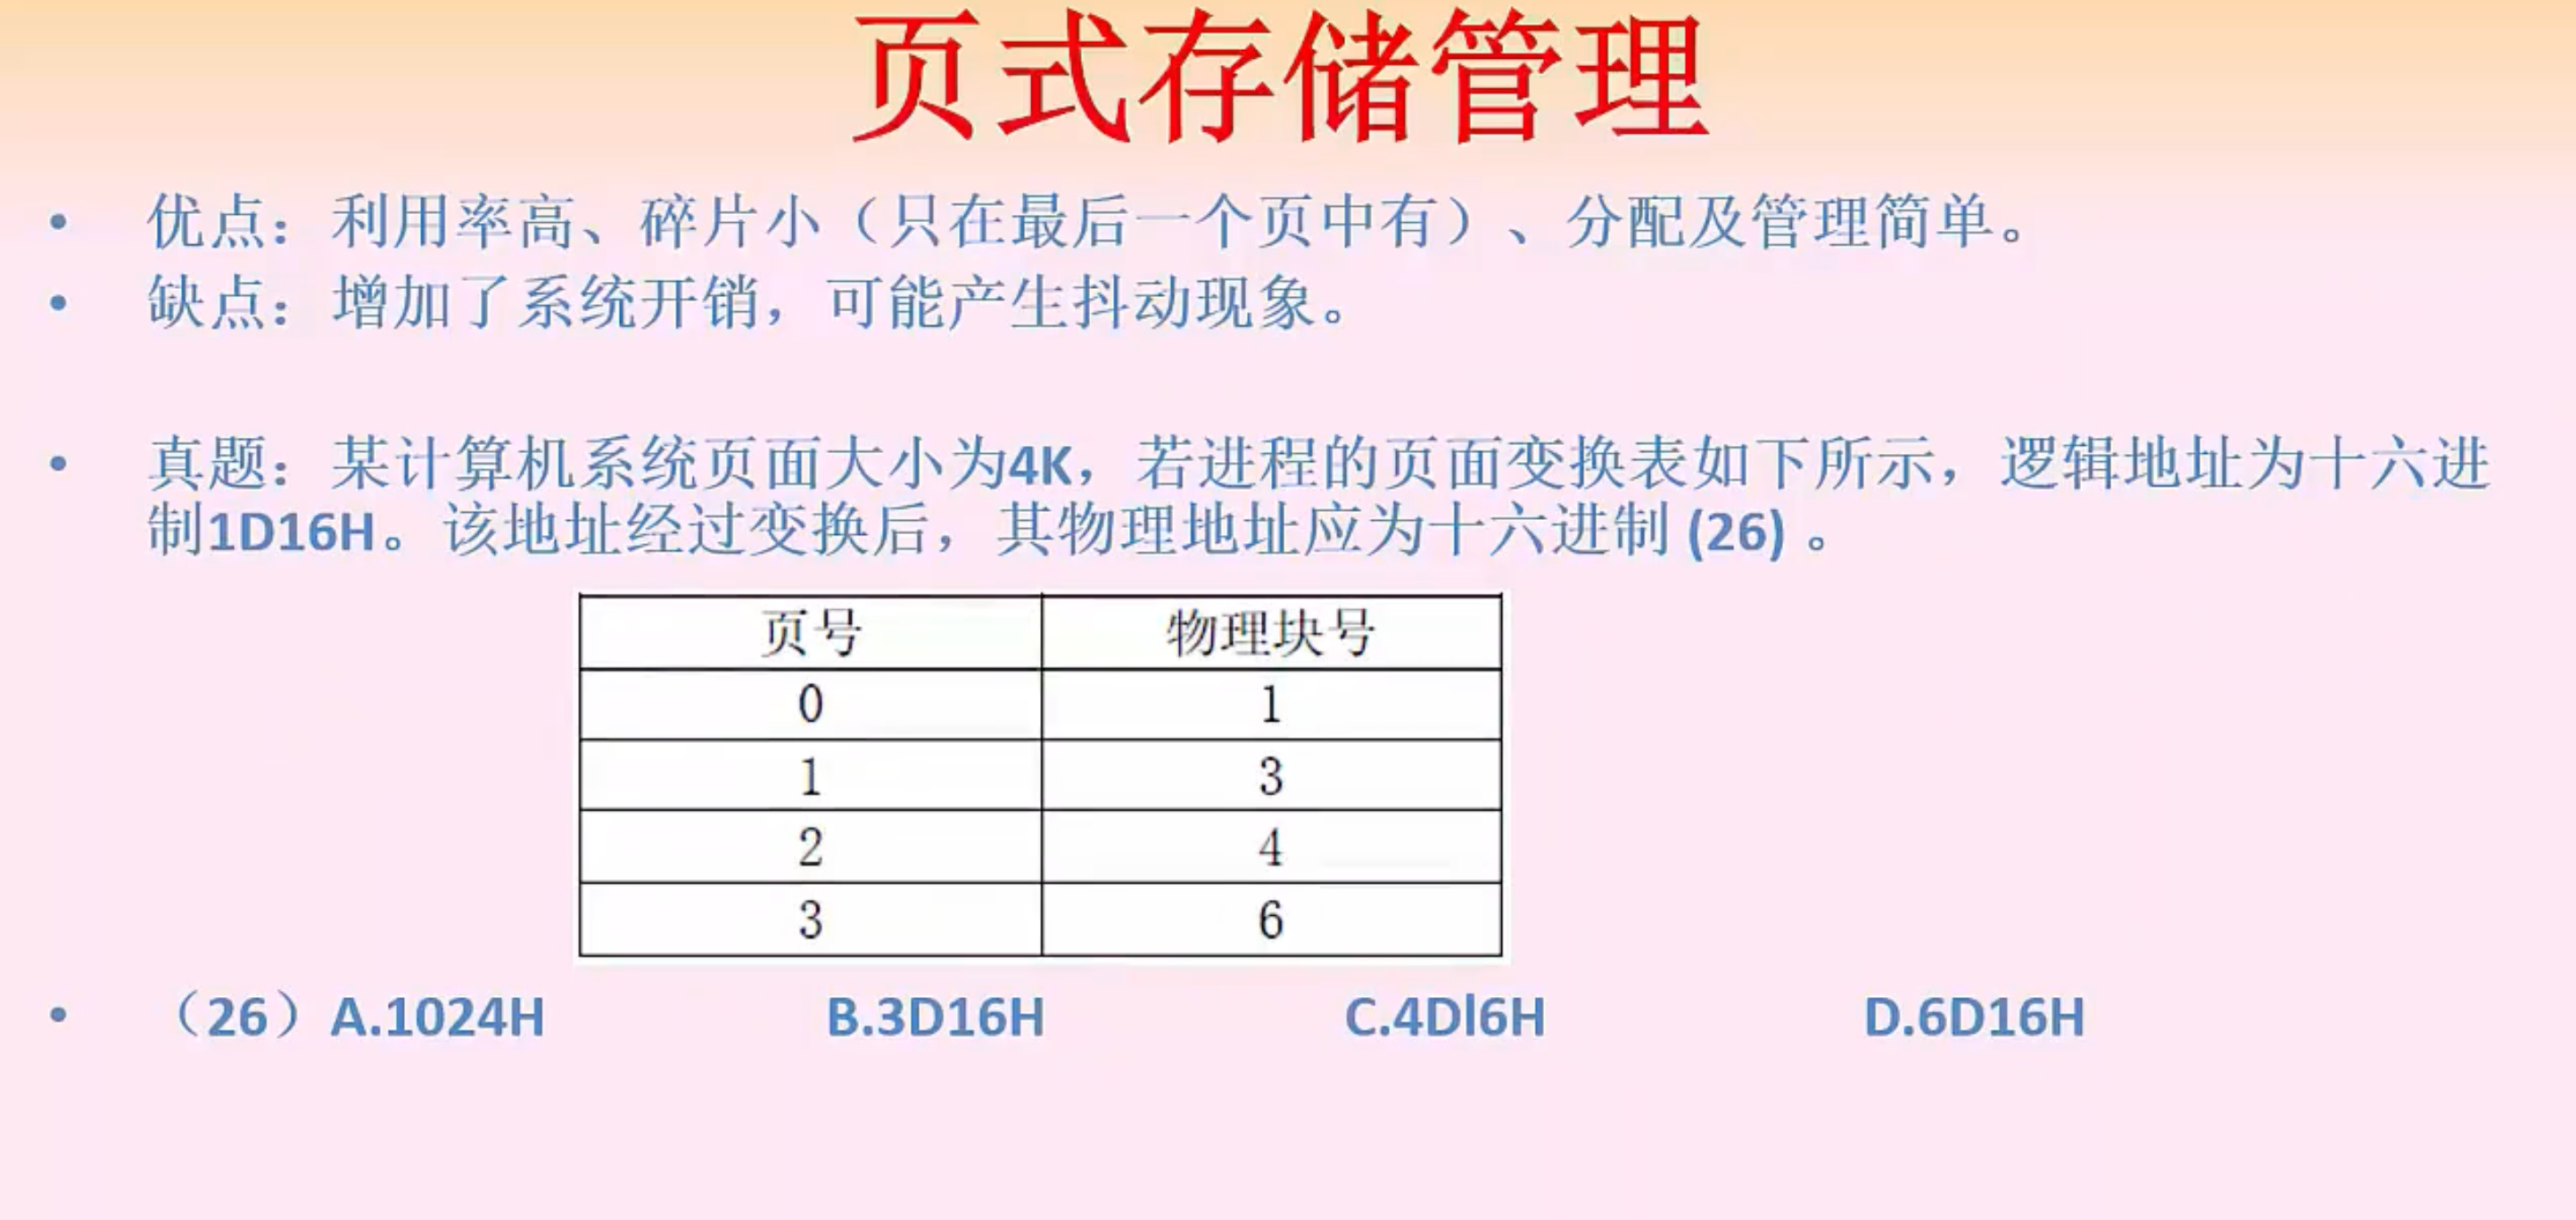 页式存储管理
• 优点：利用率高、碎片小（只在最后一个页中有）、分配及管理简单。
• 缺点：增加了系统开销，可能产生抖动现象。
• 真题：某计算机系统页面大小为4K，若进程的页面变换表如下所示，逻辑地址为十六进
制1D16H。该地址经过变换后，其物理地址应为十六进制 (26) 。
页号 物理块号
0 1
1 3
2 4
3 6
• （26）A.1024H B.3D16H C.4Dl6H D.6D16H